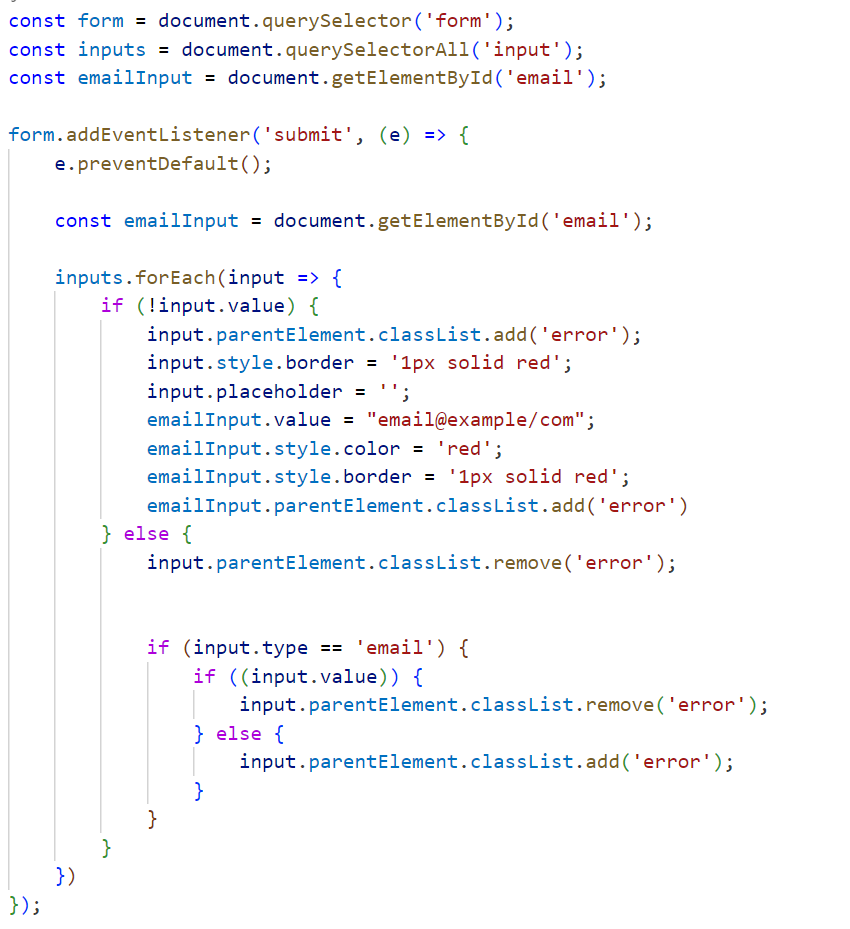 const form = document.querySelector('form');
const inputs = document.querySelectorAll('input');
const emailInput = document.getElementById('email');

form.addEventListener('submit', (e) => {
    e.preventDefault();

    const emailInput = document.getElementById('email');

    inputs.forEach(input => {
        if (!input.value) {
            input.parentElement.classList.add('error');
            input.style.border = '1px solid red';
            input.placeholder = '';
            emailInput.value = "email@example/com";
            emailInput.style.color = 'red';
            emailInput.style.border = '1px solid red';
            emailInput.parentElement.classList.add('error')
        } else {
            input.parentElement.classList.remove('error');


            if (input.type == 'email') {
                if ((input.value)) {
                    input.parentElement.classList.remove('error');
                } else {
                    input.parentElement.classList.add('error');
                }
            }
        }
    })
});